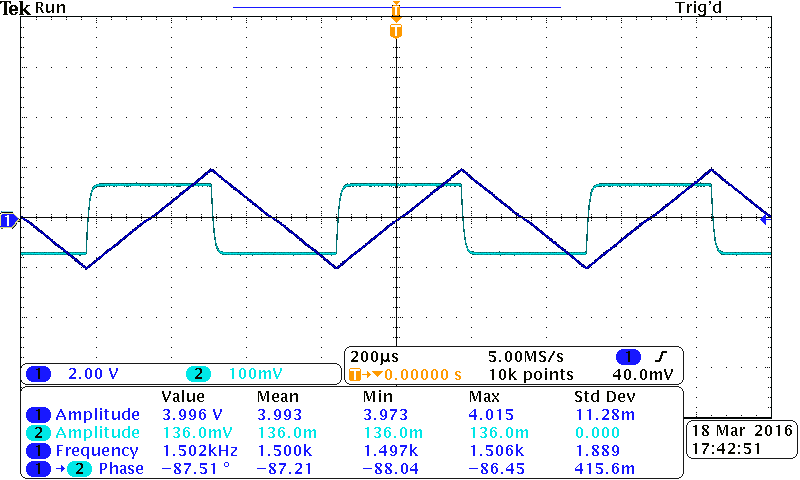 Tek Run Trig'd
T
T
1
1 2.00 V 2 100mV
200µs 5.00MS/s 1
T→▼0.00000 s 10k points 40.0mV
Value Mean Min Max Std Dev
1 Amplitude 3.996 V 3.993 3.973 4.015 11.28m
2 Amplitude 136.0mV 136.0m 136.0m 136.0m 0.000
1 Frequency 1.502kHz 1.500k 1.497k 1.506k 1.889
1 → 2 Phase −87.51 ° −87.21 −88.04 −86.45 415.6m
18 Mar 2016
17:42:51